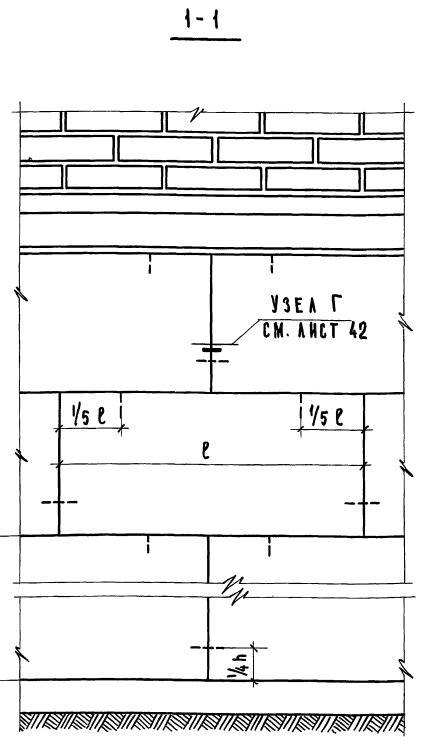 1-1
УЗЕЛ Г
СМ. ЛИСТ 42
1/5 ℓ
1/5 ℓ
ℓ
1/4 h